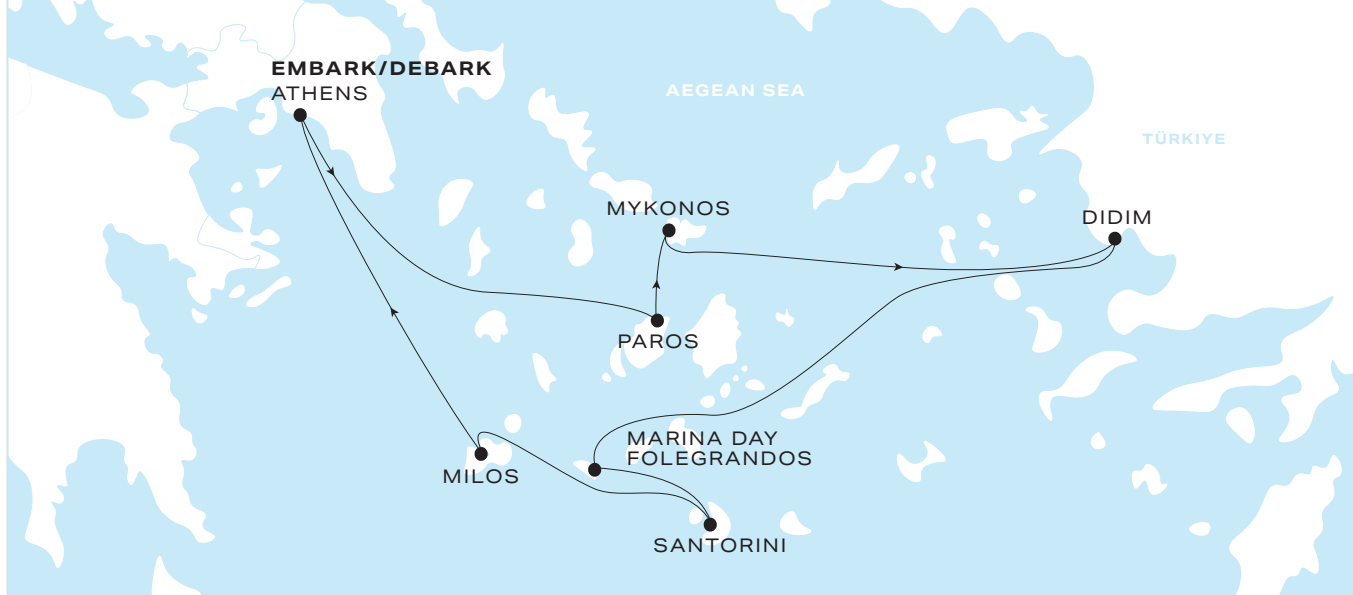 EMBARK/DEBARK
ATHENS
AEGEAN SEA
TÜRKIYE
MYKONOS
DIDIM
PAROS
MARINA DAY
FOLEGRANDOS
MILOS
SANTORINI